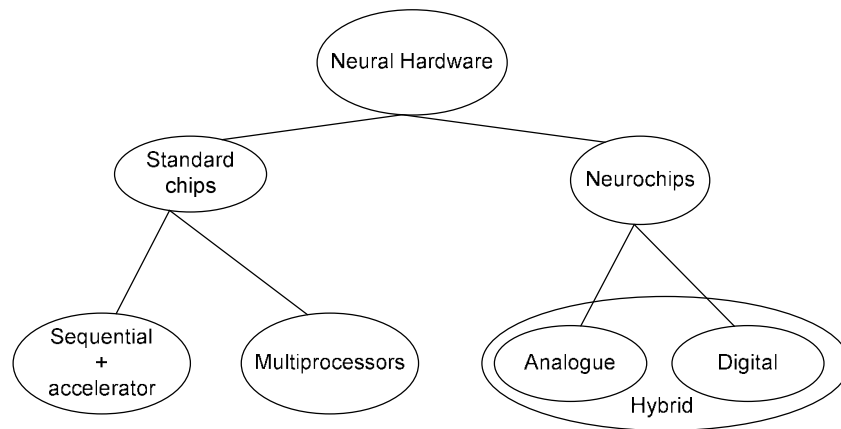 Neural Hardware
Standard
chips
Neurochips
Sequential
+
accelerator
Multiprocessors
Analogue
Digital
Hybrid